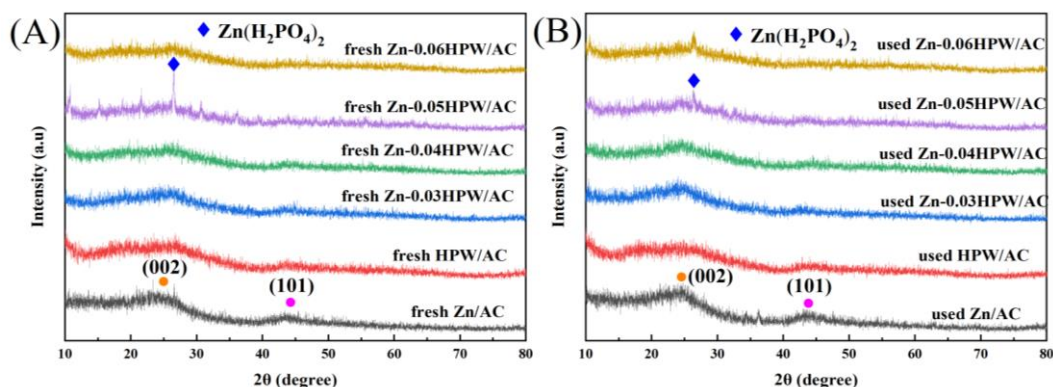 (A)
Zn(H₂PO₄)₂
fresh Zn-0.06HPW/AC
fresh Zn-0.05HPW/AC
fresh Zn-0.04HPW/AC
fresh Zn-0.03HPW/AC
fresh HPW/AC
(002)
(101)
fresh Zn/AC
Intensity (a.u)
10 20 30 40 50 60 70 80
2θ (degree)
(B)
Zn(H₂PO₄)₂
used Zn-0.06HPW/AC
used Zn-0.05HPW/AC
used Zn-0.04HPW/AC
used Zn-0.03HPW/AC
used HPW/AC
(002)
(101)
used Zn/AC
Intensity (a.u)
10 20 30 40 50 60 70 80
2θ (degree)